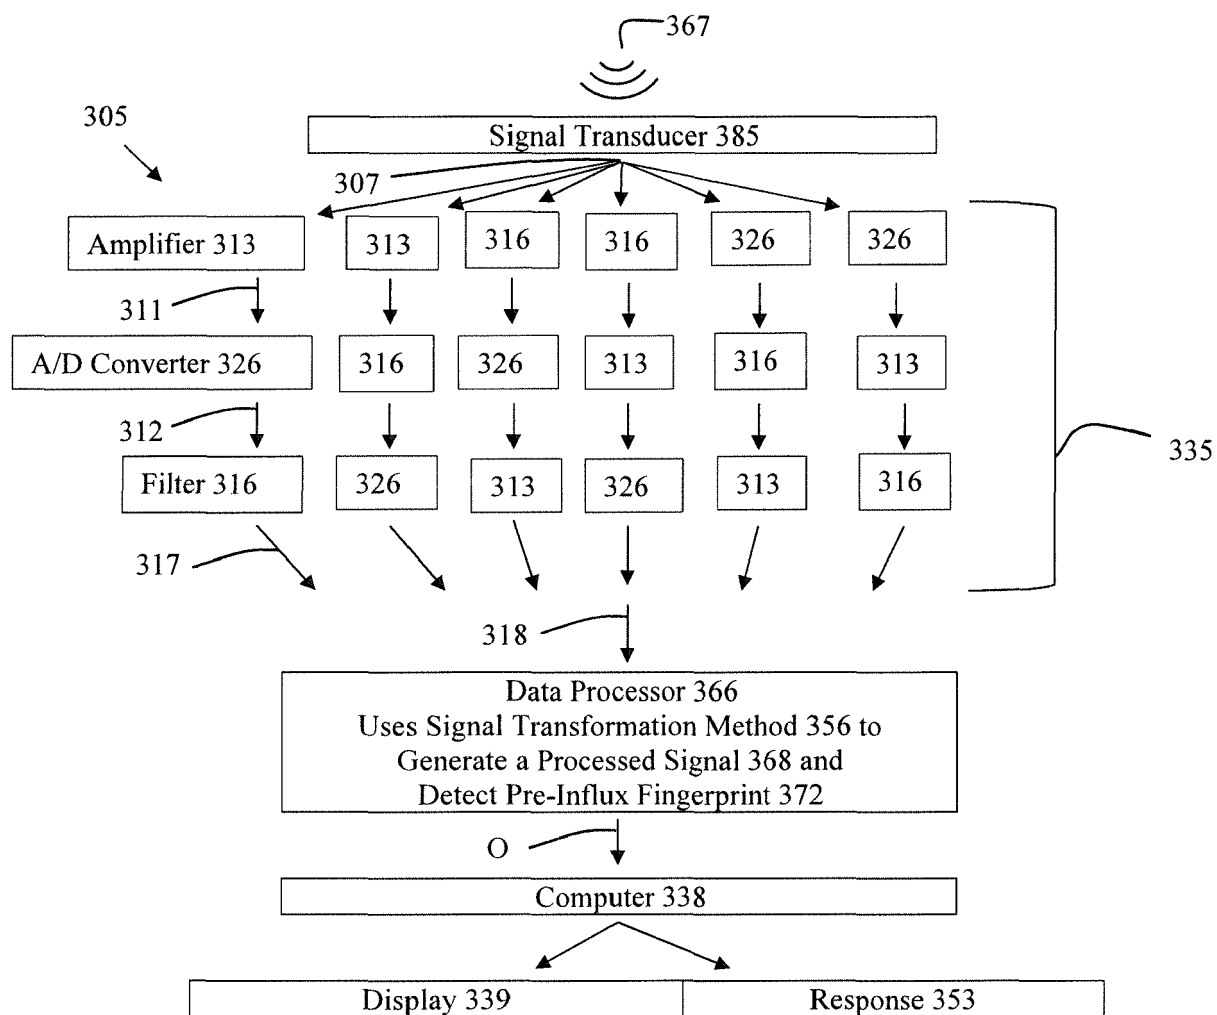 367
305
Signal Transducer 385
307
Amplifier 313
313
316
316
326
326
311
A/D Converter 326
316
326
313
316
313
312
335
Filter 316
326
313
326
313
316
317
318
Data Processor 366
Uses Signal Transformation Method 356 to
Generate a Processed Signal 368 and
Detect Pre-Influx Fingerprint 372
O
Computer 338
Display 339
Response 353